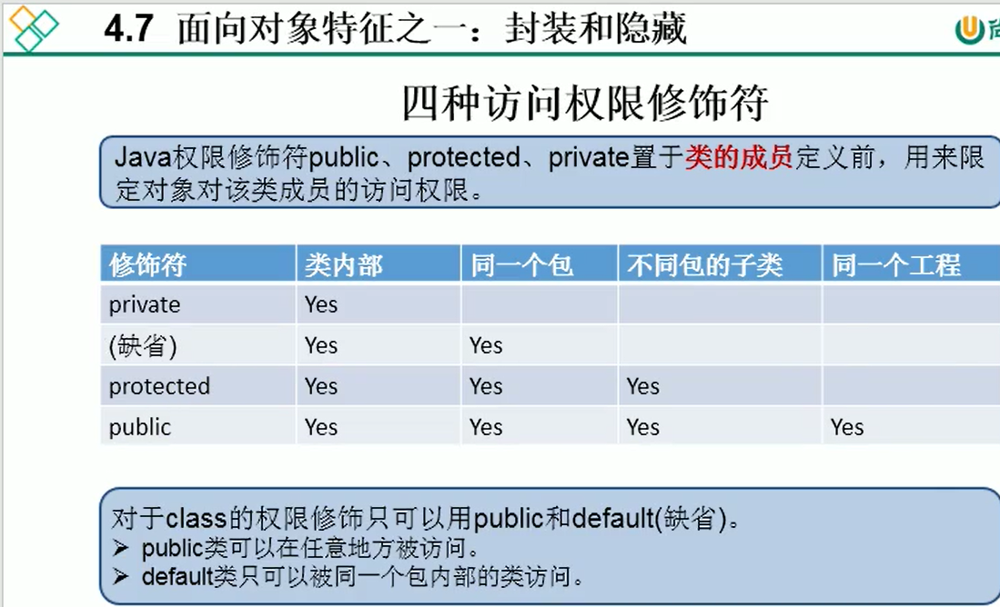 4.7 面向对象特征之一：封装和隐藏
四种访问权限修饰符
Java权限修饰符public、protected、private置于类的成员定义前，用来限
定对象对该类成员的访问权限。
修饰符 类内部 同一个包 不同包的子类 同一个工程
private Yes
(缺省) Yes Yes
protected Yes Yes Yes
public Yes Yes Yes Yes
对于class的权限修饰只可以用public和default(缺省)。
➢ public类可以在任意地方被访问。
➢ default类只可以被同一个包内部的类访问。